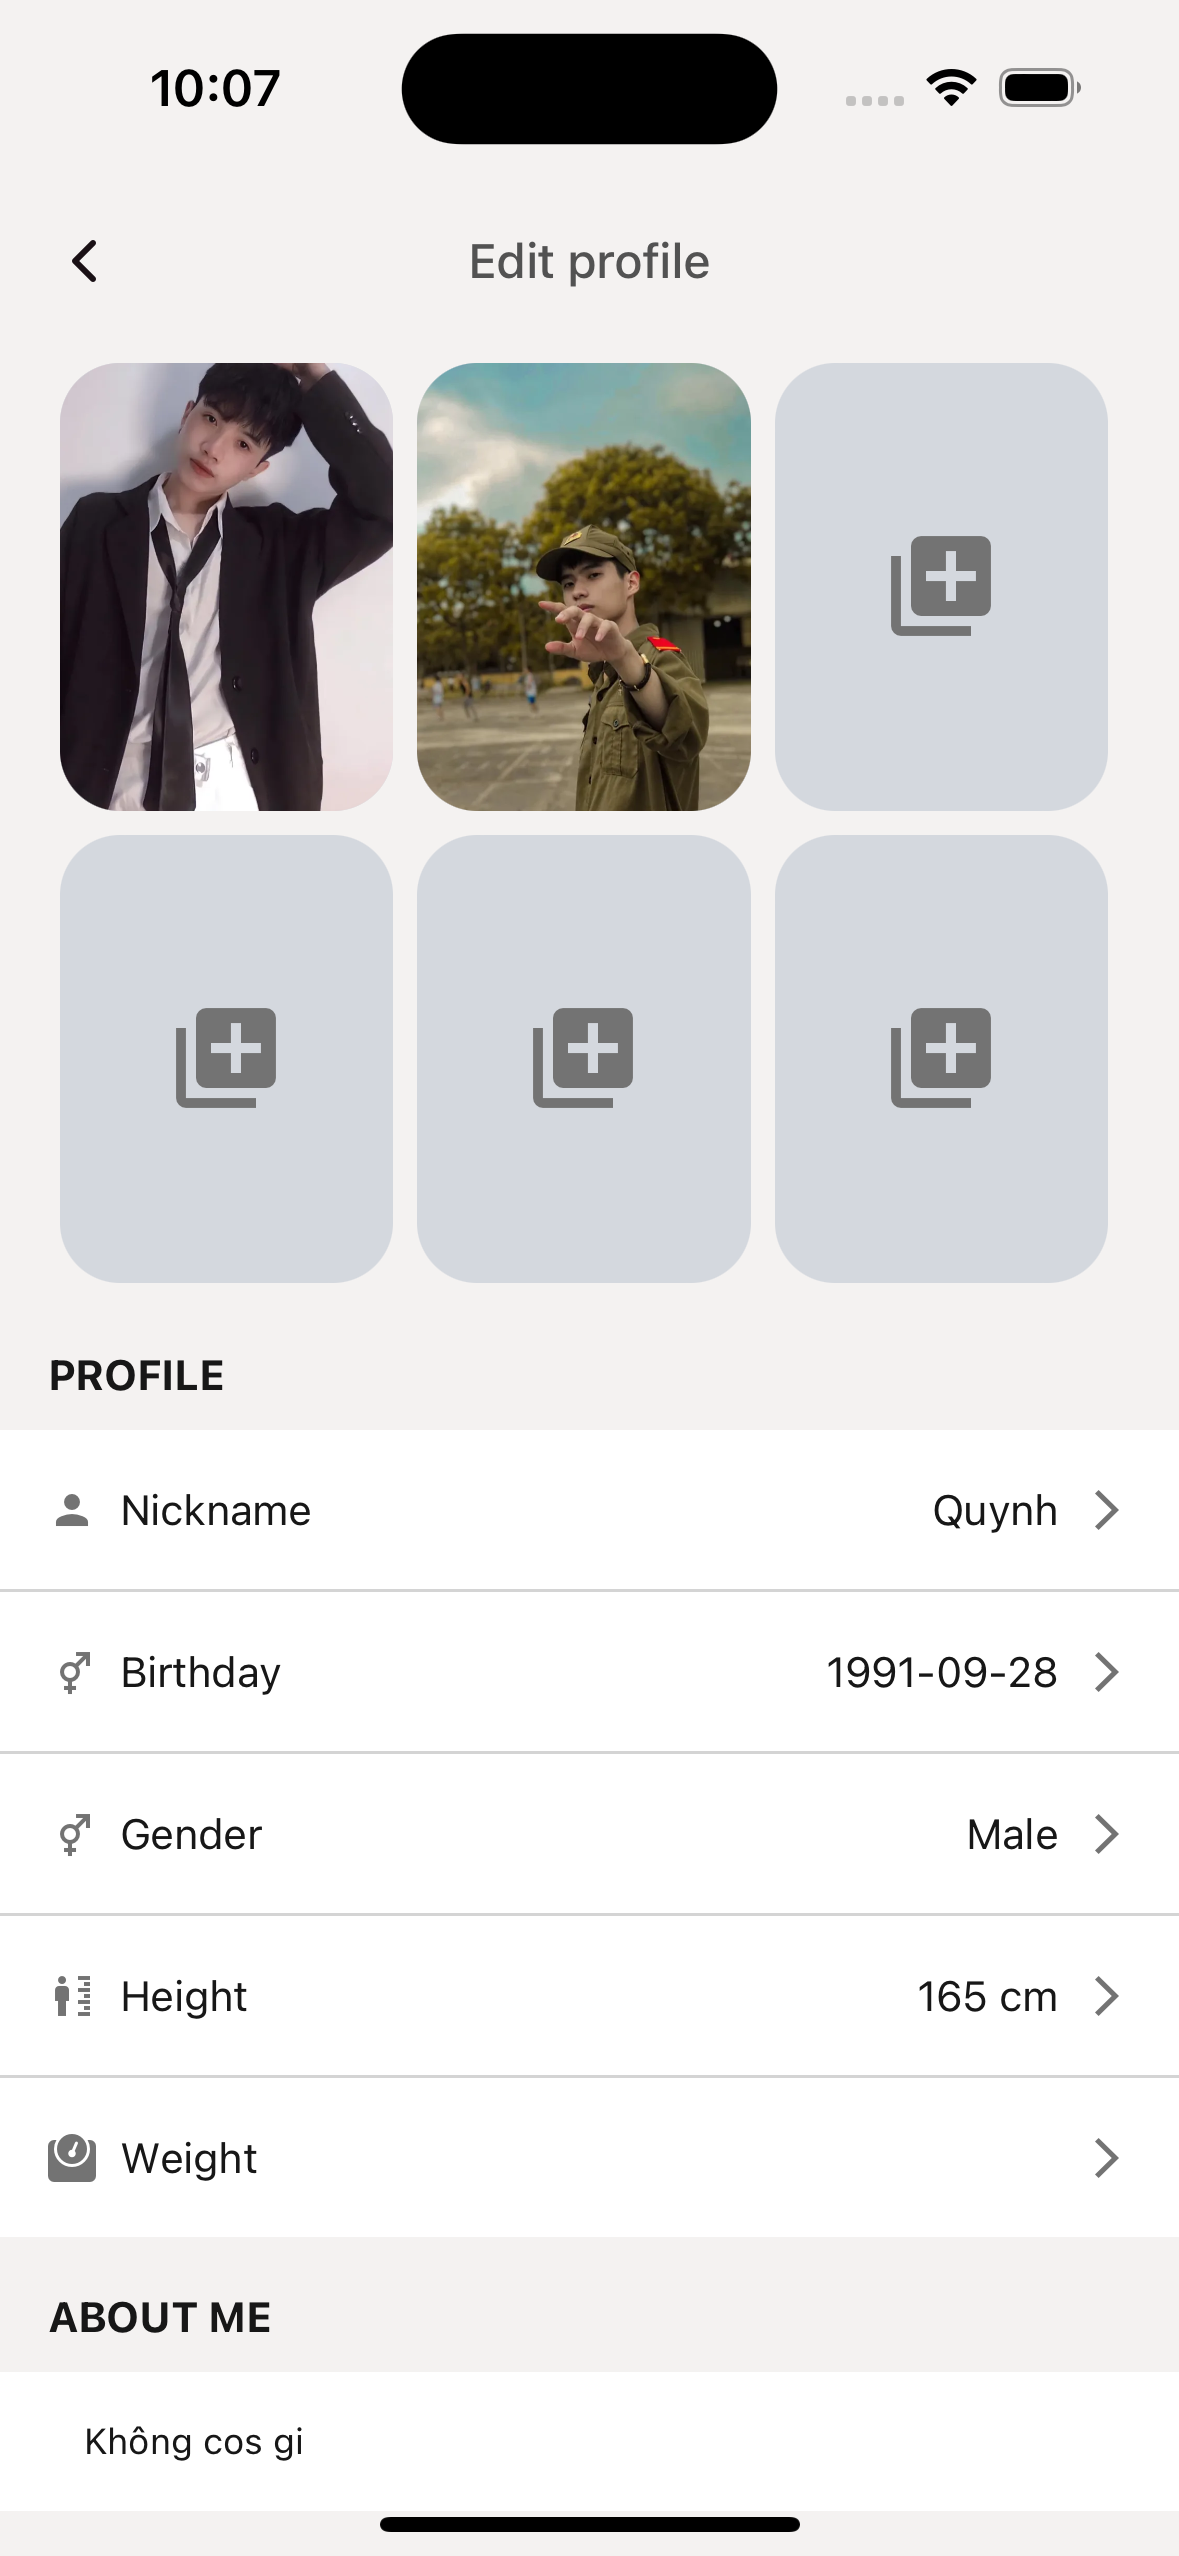 10:07
Edit profile
PROFILE
Nickname Quynh
Birthday 1991-09-28
Gender Male
Height 165 cm
Weight
ABOUT ME
Không cos gi